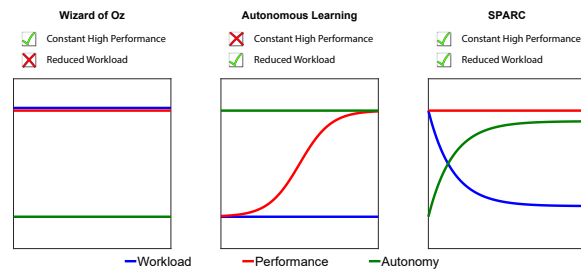 Wizard of Oz
Constant High Performance
Reduced Workload
Autonomous Learning
Constant High Performance
Reduced Workload
SPARC
Constant High Performance
Reduced Workload
Workload
Performance
Autonomy